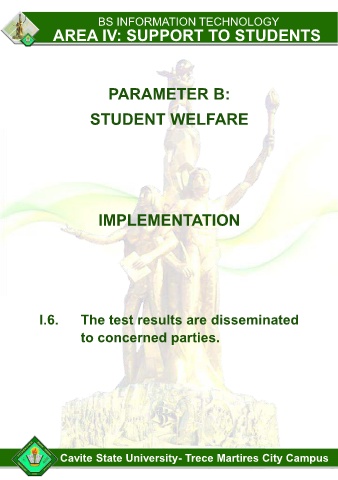 BS INFORMATION TECHNOLOGY
AREA IV: SUPPORT TO STUDENTS
PARAMETER B:
STUDENT WELFARE
IMPLEMENTATION
I.6. The test results are disseminated
to concerned parties.
Cavite State University- Trece Martires City Campus